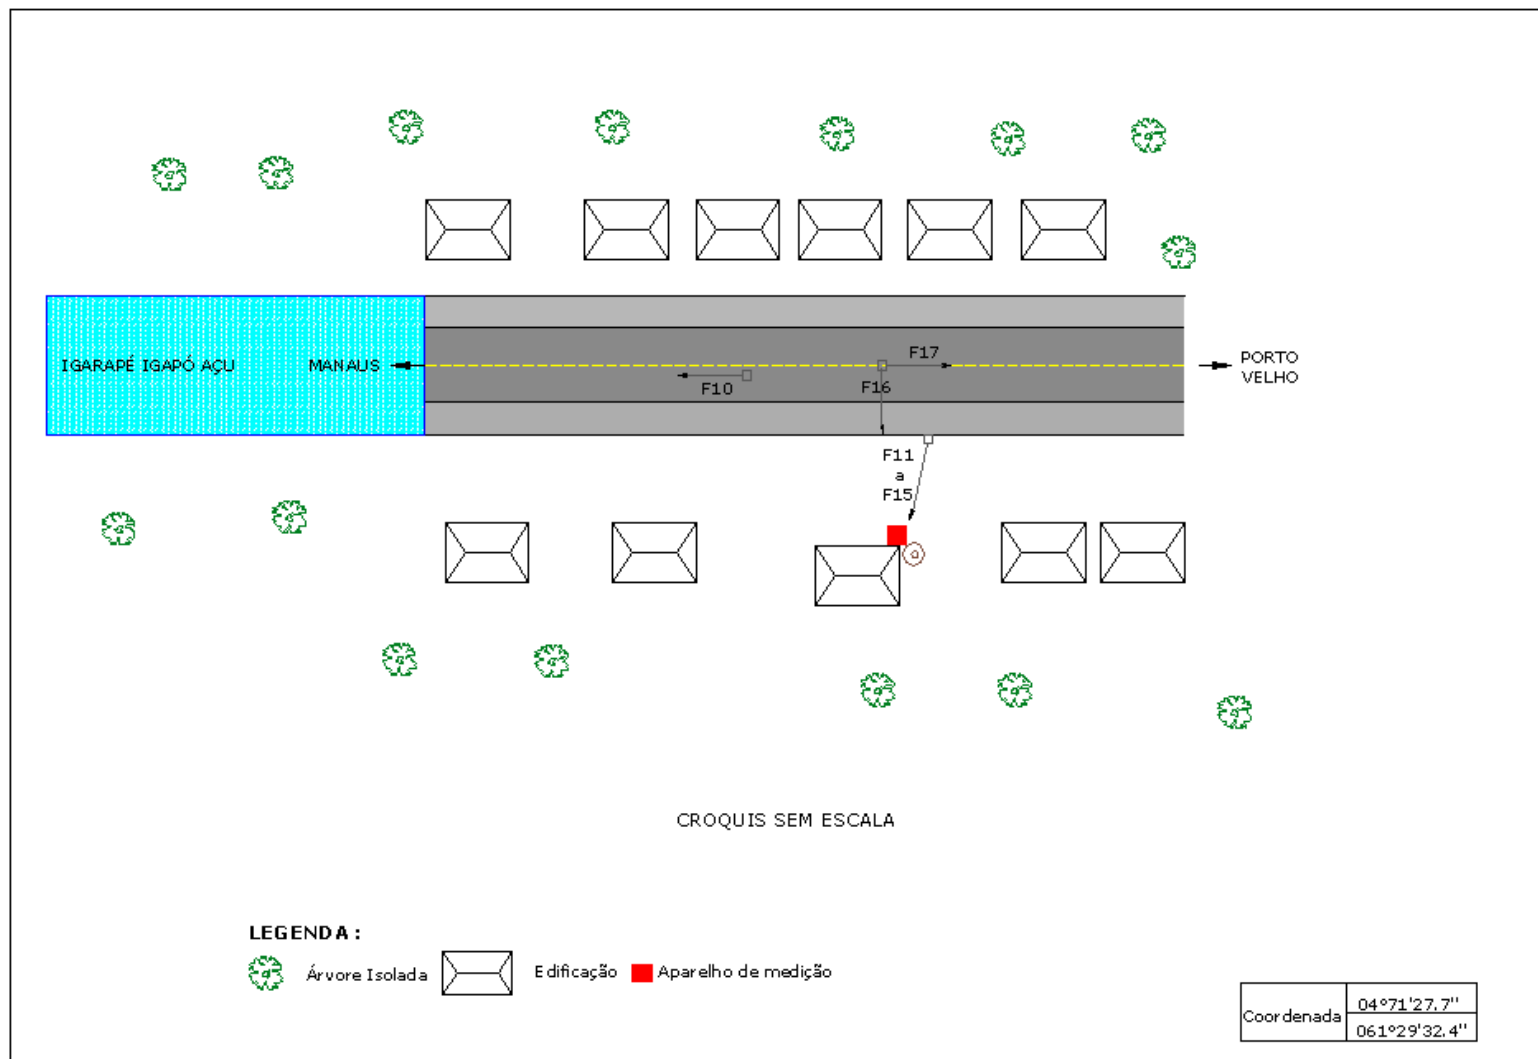 IGARAPÉ IGAPÓ AÇU
MANAUS
F17
PORTO
VELHO
F10
F16
F11
a
F15
CROQUIS SEM ESCALA
LEGENDA :
Árvore Isolada
Edificação
Aparelho de medição
Coordenada
04°71'27.7"
061°29'32.4"